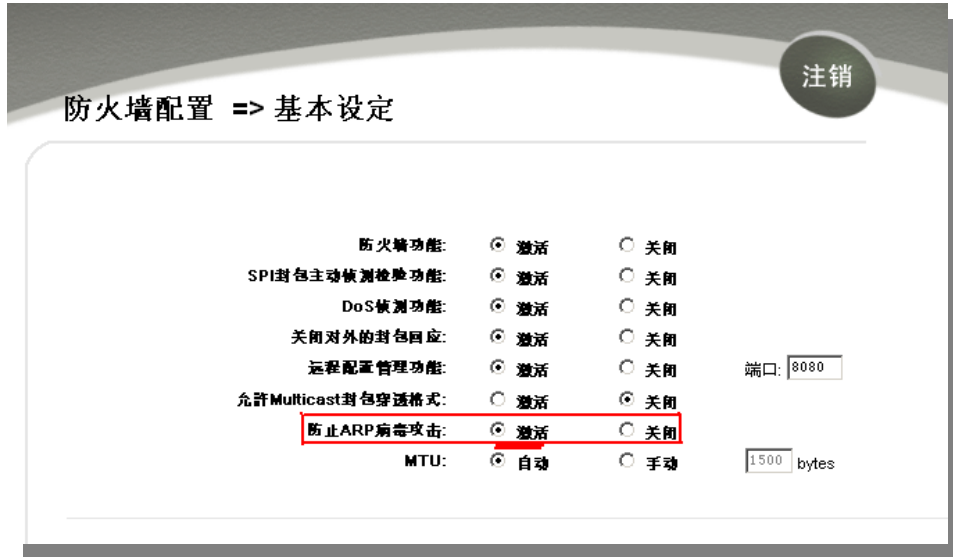 注销
防火墙配置 => 基本设定
防火墙功能: 激活 关闭
SPI封包主动侦测检验功能: 激活 关闭
DoS侦测功能: 激活 关闭
关闭对外的封包回应: 激活 关闭
远程配置管理功能: 激活 关闭 端口: 8080
允許Multicast封包穿透格式: 激活 关闭
防止ARP病毒攻击: 激活 关闭
MTU: 自动 手动 1500 bytes